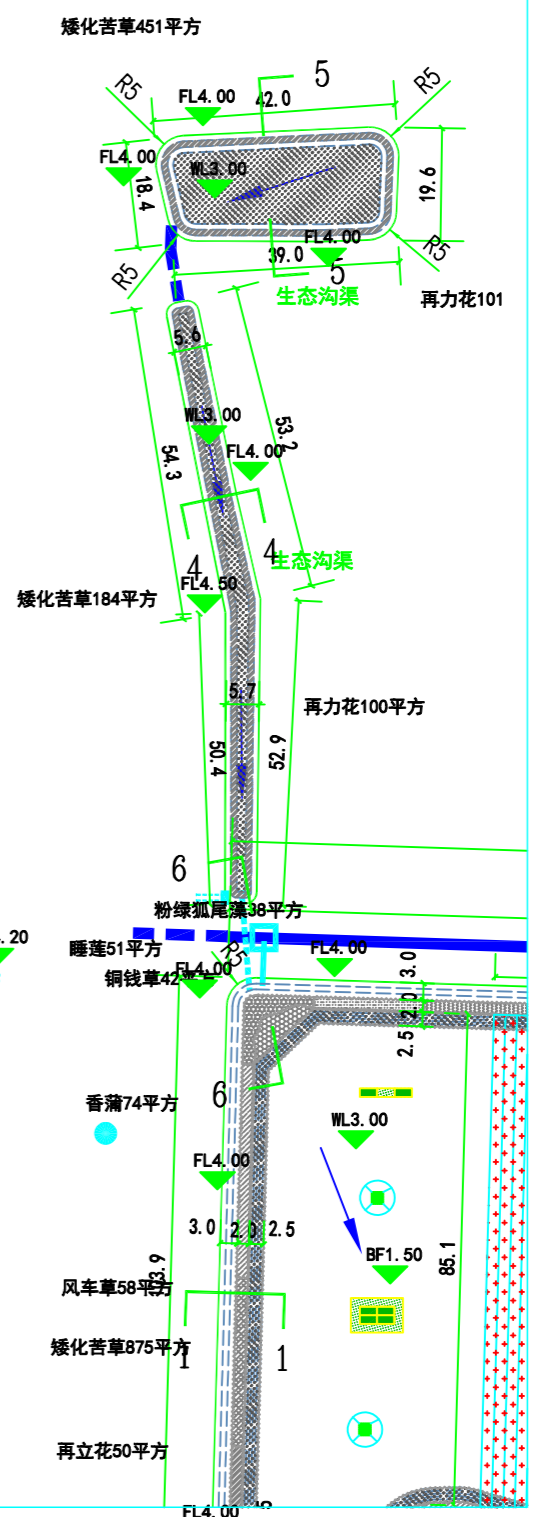 矮化苦草451平方
5
R5
R5
FL4.00
42.0
FL4.00
WL3.00
18.4
19.6
FL4.00
R5
39.0
5
R5
生态沟渠
再力花101
5.6
WL3.00
53.2
FL4.00
54.3
4
4
生态沟渠
FL4.50
矮化苦草184平方
5.7
再力花100平方
50.4
52.9
6
粉绿狐尾藻38平方
.20
睡莲51平方
R5
FL4.00
FL4.00
3.0
铜钱草42平方
2.0
2.5
6
香蒲74平方
WL3.00
FL4.00
3.0
2.0
2.5
BF1.50
85.1
3.9
风车草58平方
矮化苦草875平方
1
1
再立花50平方
FL4.00